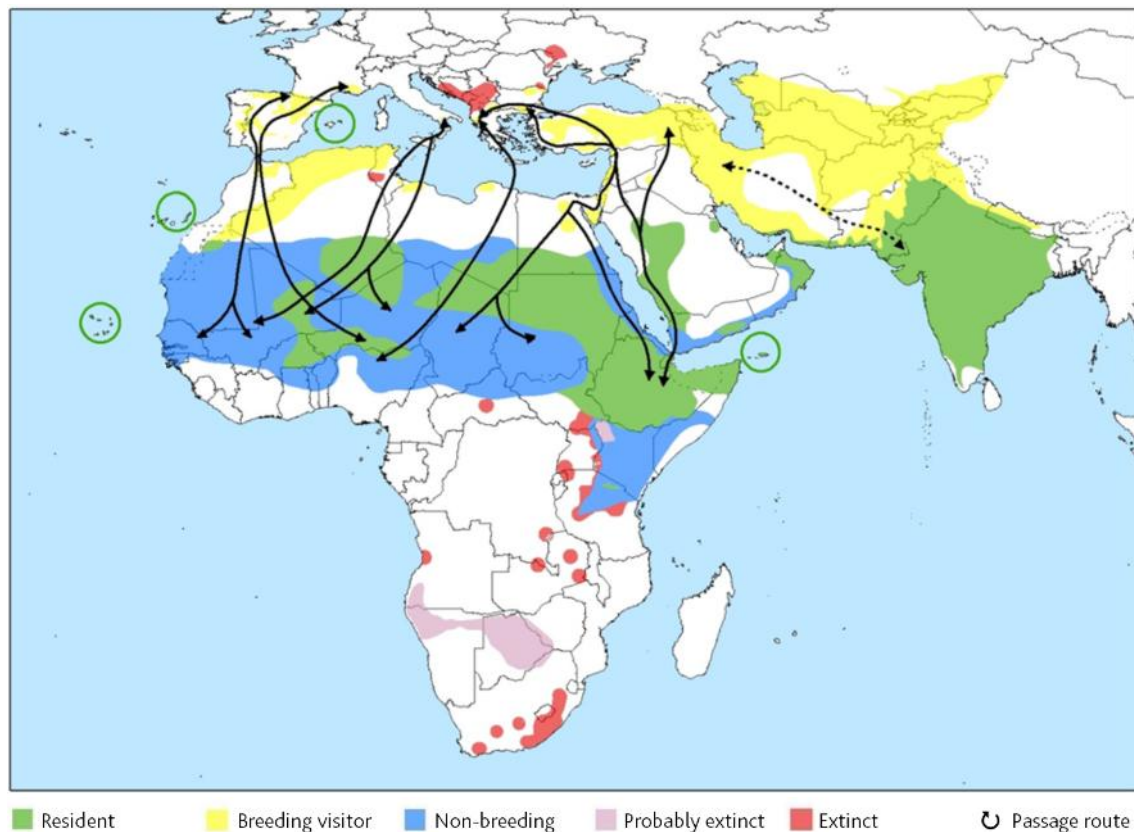 Resident
Breeding visitor
Non-breeding
Probably extinct
Extinct
Passage route